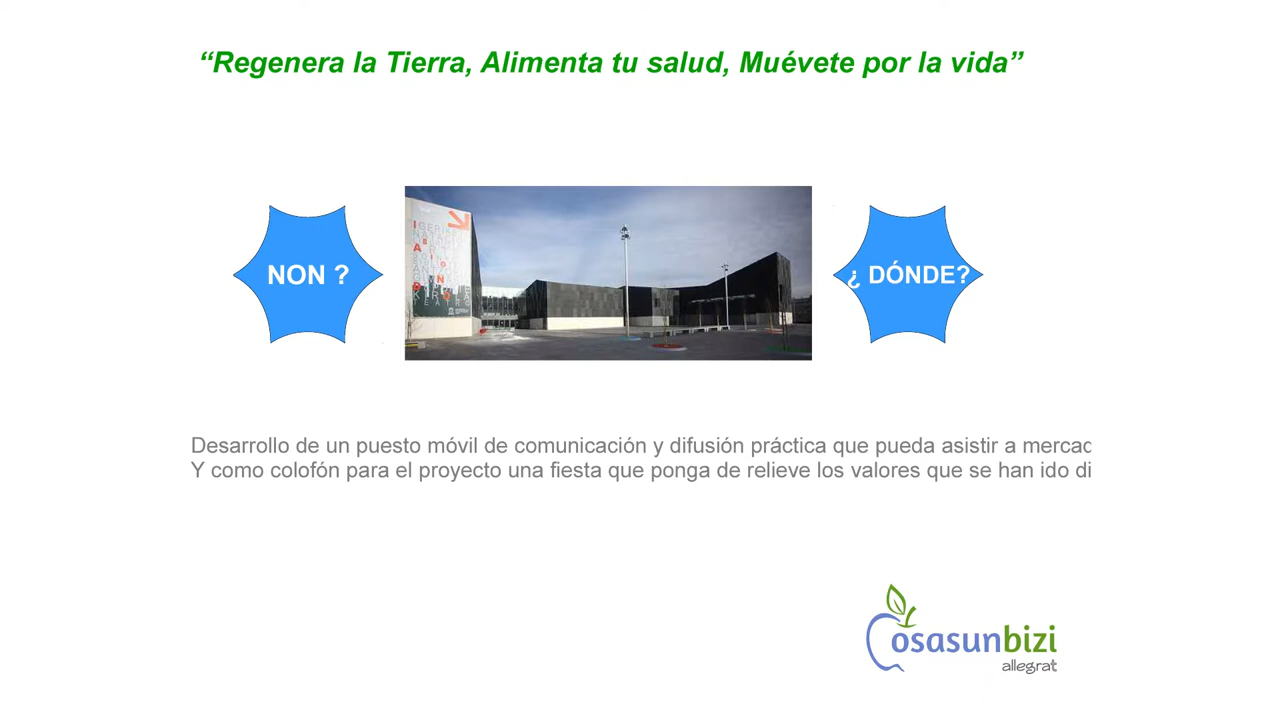 “Regenera la Tierra, Alimenta tu salud, Muévete por la vida”
NON ?
¿ DÓNDE?
Desarrollo de un puesto móvil de comunicación y difusión práctica que pueda asistir a mercac
Y como colofón para el proyecto una fiesta que ponga de relieve los valores que se han ido di
osasunbizi
allegrat